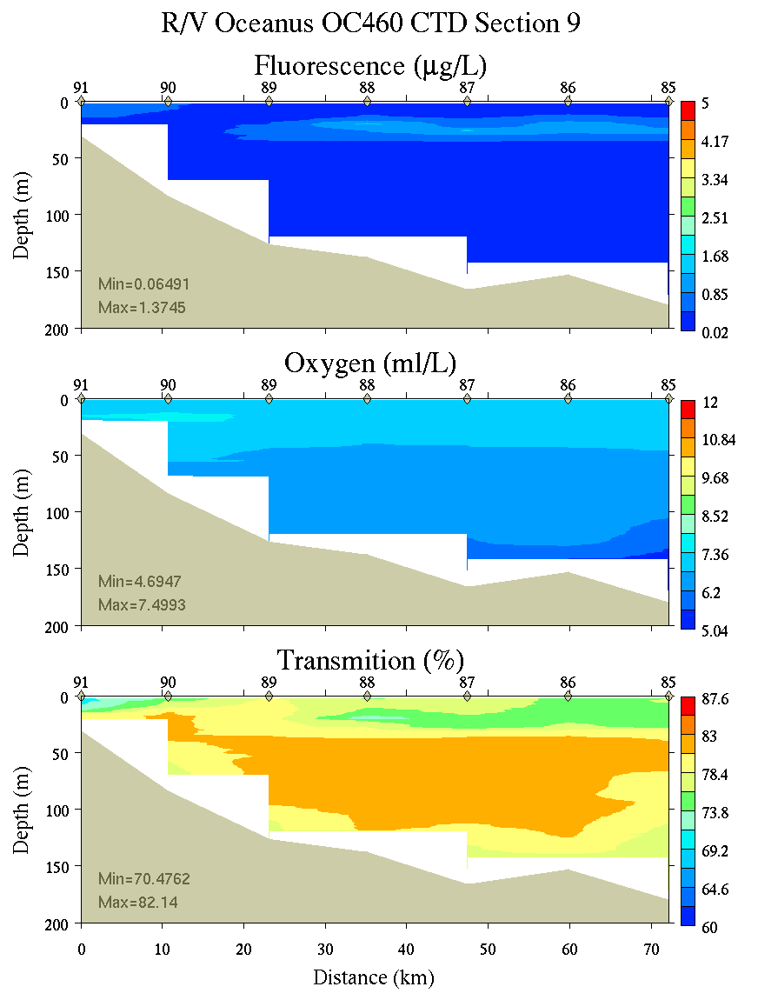 R/V Oceanus OC460 CTD Section 9
Fluorescence (μg/L)
91 90 89 88 87 86 85
0
50
100
150
200
Depth (m)
Min=0.06491
Max=1.3745
5
4.17
3.34
2.51
1.68
0.85
0.02
Oxygen (ml/L)
91 90 89 88 87 86 85
0
50
100
150
200
Depth (m)
Min=4.6947
Max=7.4993
12
10.84
9.68
8.52
7.36
6.2
5.04
Transmition (%)
91 90 89 88 87 86 85
0
50
100
150
200
Depth (m)
Min=70.4762
Max=82.14
87.6
83
78.4
73.8
69.2
64.6
60
0 10 20 30 40 50 60 70
Distance (km)